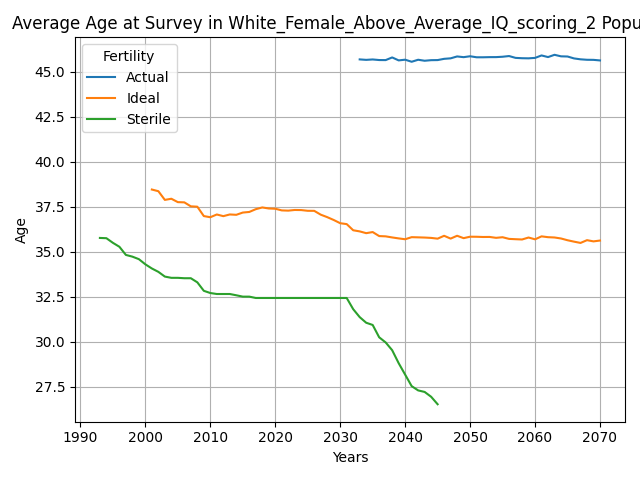 Average Age at Survey in White_Female_Above_Average_IQ_scoring_2 Popu
Fertility
Actual
Ideal
Sterile
Age
45.0
42.5
40.0
37.5
35.0
32.5
30.0
27.5
1990 2000 2010 2020 2030 2040 2050 2060 2070
Years